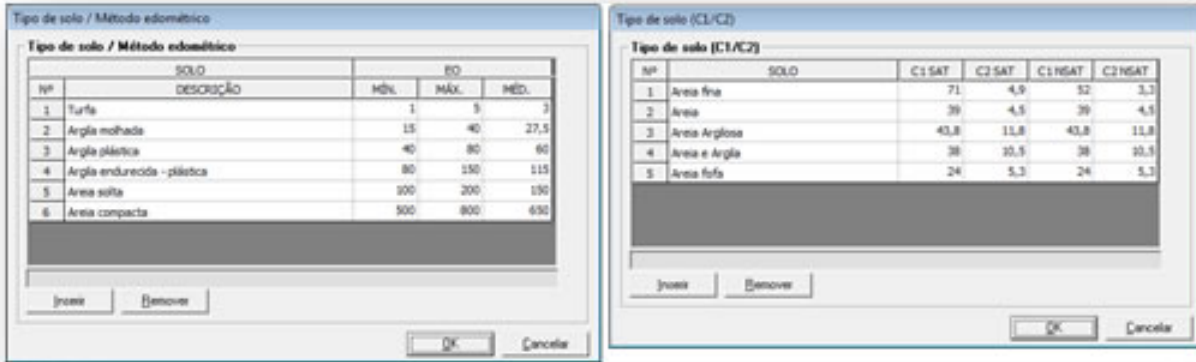 Tipo de solo / Método edométrico
Tipo de solo / Método edométrico
SOLO EO
Nº DESCRIÇÃO MÍN. MÁX. MÉD.
1 Turfa 1 5 3
2 Argila molhada 15 40 27,5
3 Argila plástica 40 80 60
4 Argila endurecida - plástica 80 150 115
5 Areia solta 100 200 150
6 Areia compacta 500 800 650
Inserir Remover
OK Cancelar
Tipo de solo (C1/C2)
Tipo de solo (C1/C2)
Nº SOLO C1 SAT C2 SAT C1 NSAT C2 NSAT
1 Areia fina 71 4,9 52 3,3
2 Areia 39 4,5 39 4,5
3 Areia Argilosa 43,8 11,8 43,8 11,8
4 Areia e Argila 38 10,5 38 10,5
5 Areia fofa 24 5,3 24 5,3
Inserir Remover
OK Cancelar